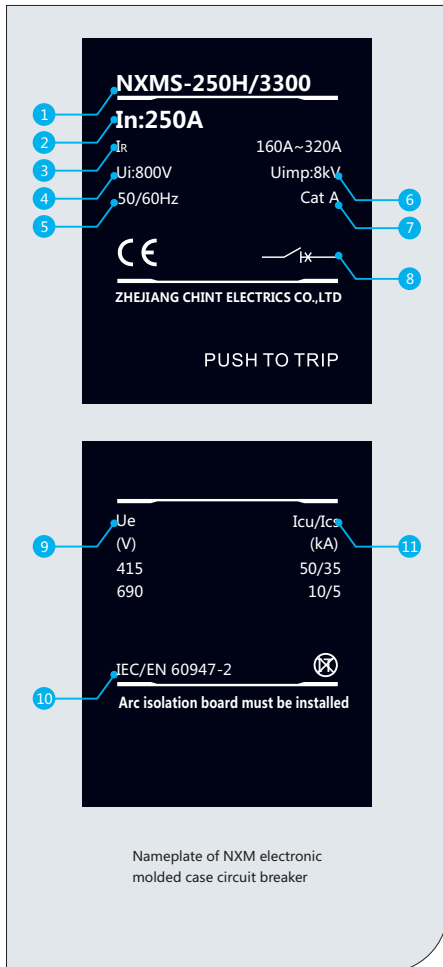 NXMS-250H/3300
1
In:250A
2
IR 160A~320A
3
Ui:800V Uimp:8kV
4 6
50/60Hz Cat A
5 7
CE
8
ZHEJIANG CHINT ELECTRICS CO.,LTD
PUSH TO TRIP
Ue Icu/Ics
9 (V) (kA) 11
415 50/35
690 10/5
IEC/EN 60947-2 IT
10
Arc isolation board must be installed
Nameplate of NXM electronic
molded case circuit breaker